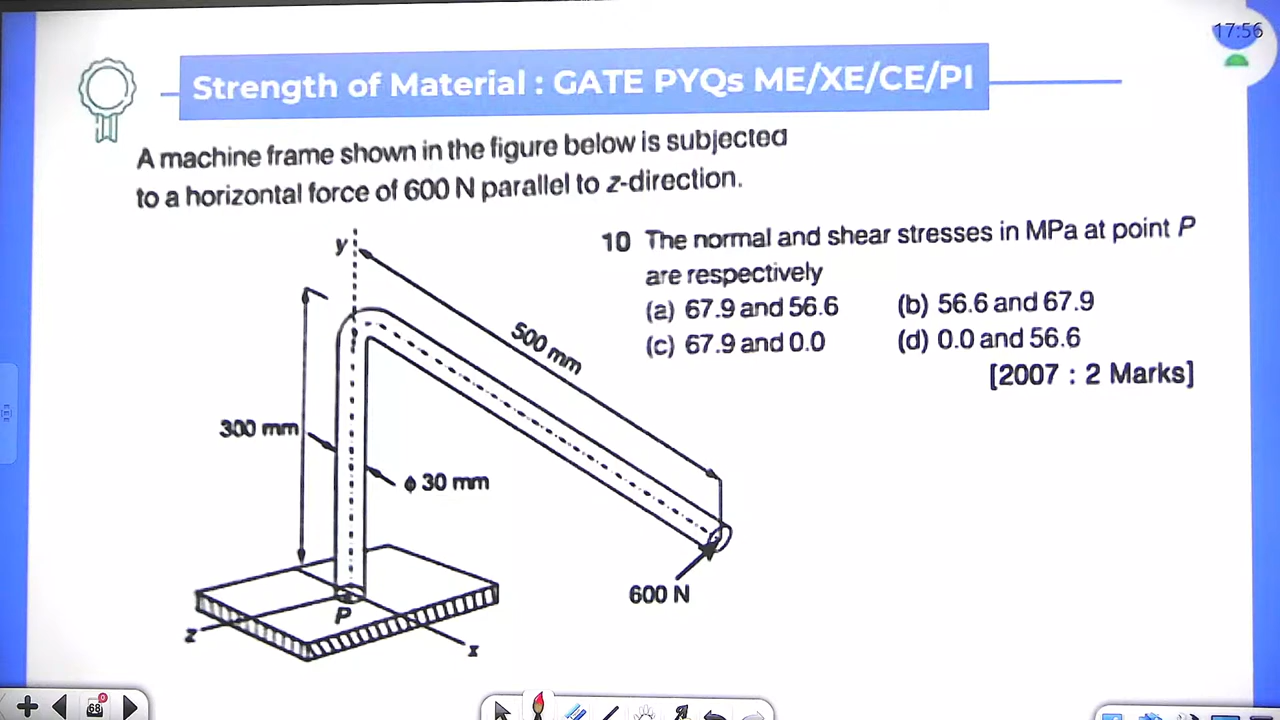 17:56
Strength of Material : GATE PYQs ME/XE/CE/PI
A machine frame shown in the figure below is subjected
to a horizontal force of 600 N parallel to z-direction.
10 The normal and shear stresses in MPa at point P
are respectively
(a) 67.9 and 56.6 (b) 56.6 and 67.9
(c) 67.9 and 0.0 (d) 0.0 and 56.6
[2007 : 2 Marks]
y
500 mm
300 mm
ϕ 30 mm
600 N
P
z
x
68
0